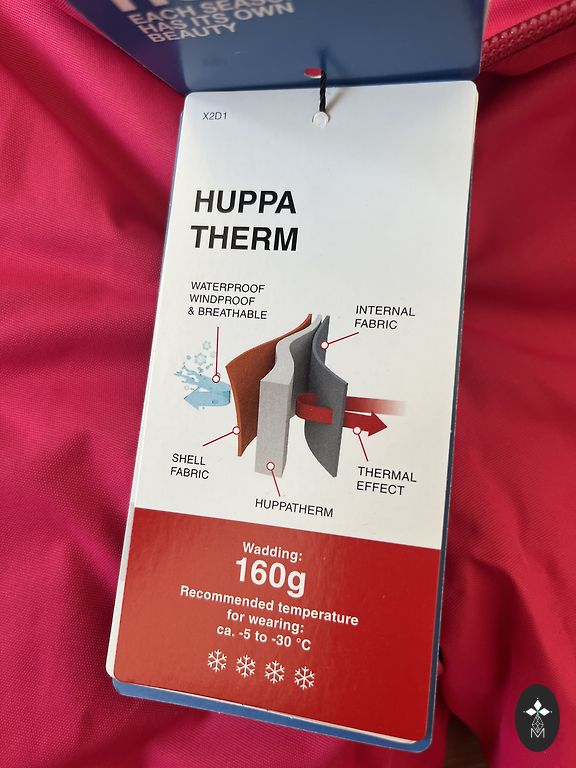 EACH SEASON
HAS ITS OWN
BEAUTY
X2D1
HUPPA
THERM
WATERPROOF
WINDPROOF
& BREATHABLE
INTERNAL
FABRIC
SHELL
FABRIC
THERMAL
EFFECT
HUPPATHERM
Wadding:
160g
Recommended temperature
for wearing:
ca. -5 to -30 °C